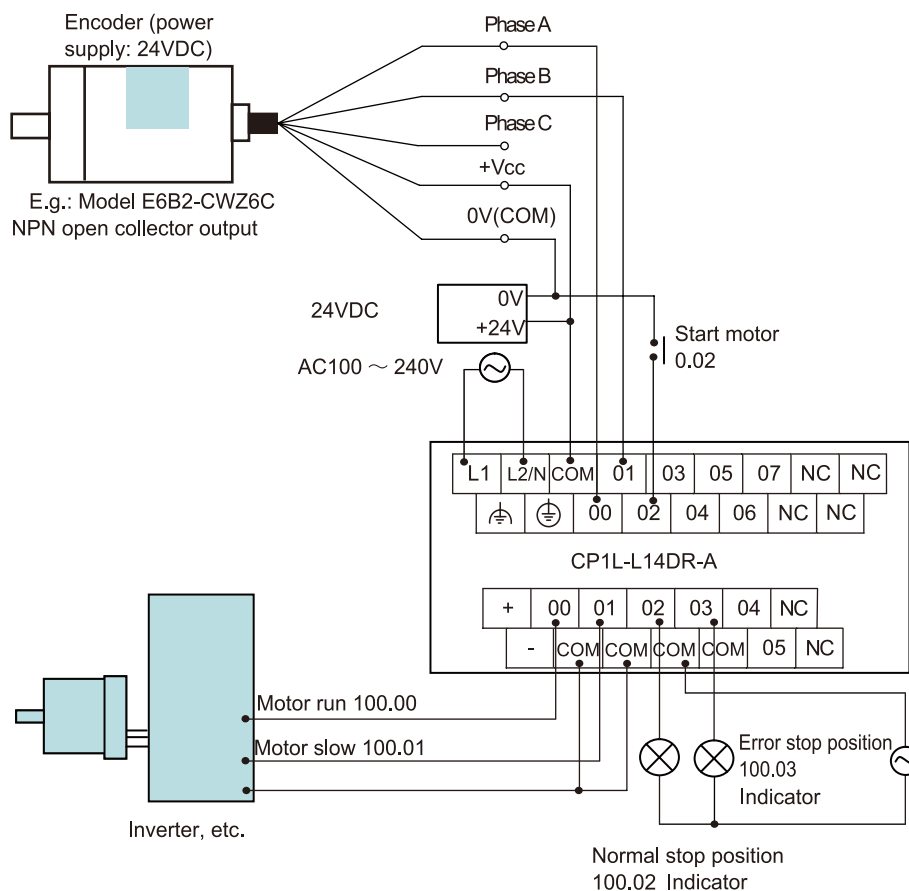 Encoder (power
supply: 24VDC)
Phase A
Phase B
Phase C
+Vcc
0V(COM)
E.g.: Model E6B2-CWZ6C
NPN open collector output
24VDC
0V
+24V
Start motor
0.02
AC100 ～ 240V
L1 L2/N COM 01 03 05 07 NC NC
00 02 04 06 NC NC
CP1L-L14DR-A
+ 00 01 02 03 04 NC
- COM COM COM COM 05 NC
Motor run 100.00
Motor slow 100.01
Inverter, etc.
Error stop position
100.03
Indicator
Normal stop position
100.02 Indicator